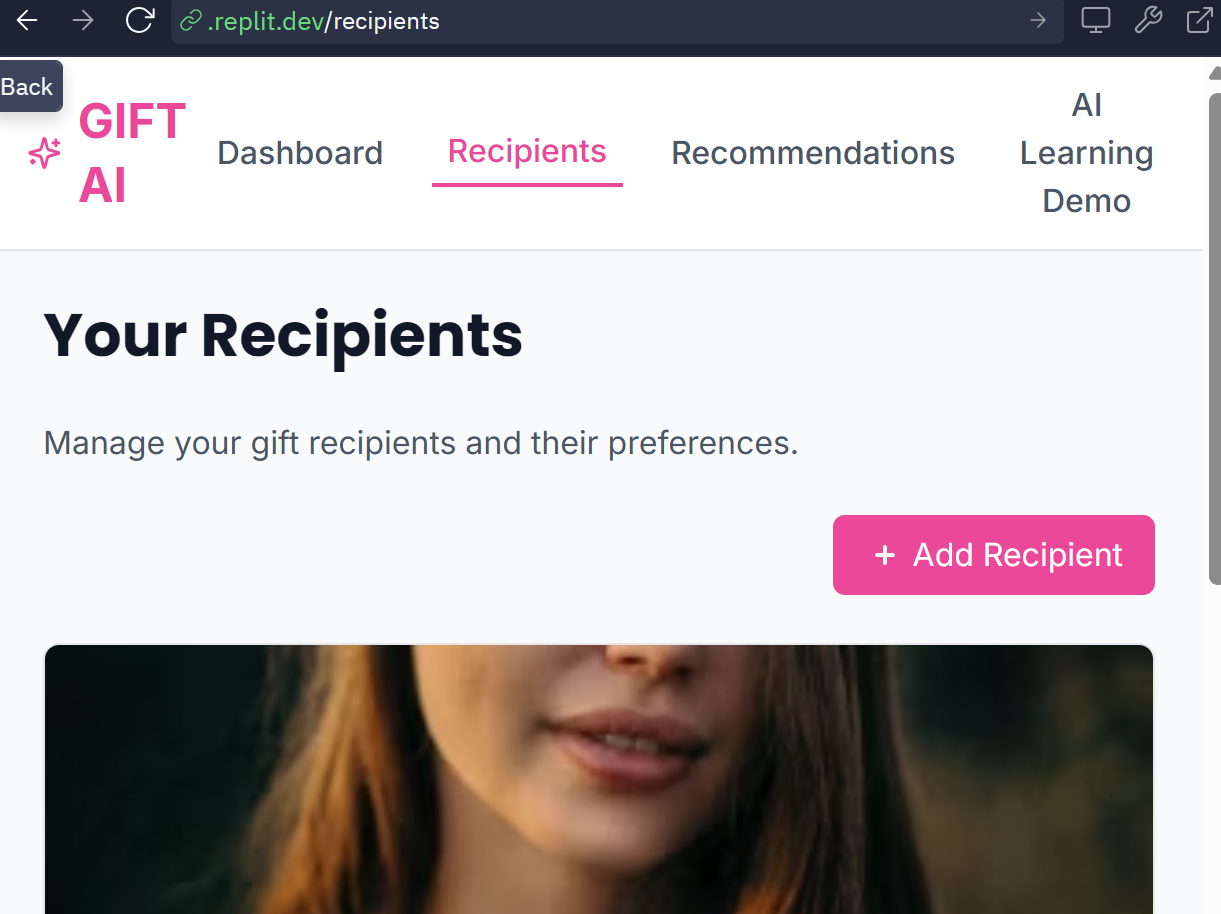 .replit.dev/recipients
Back
GIFT
AI
Dashboard
Recipients
Recommendations
AI
Learning
Demo
Your Recipients
Manage your gift recipients and their preferences.
+ Add Recipient